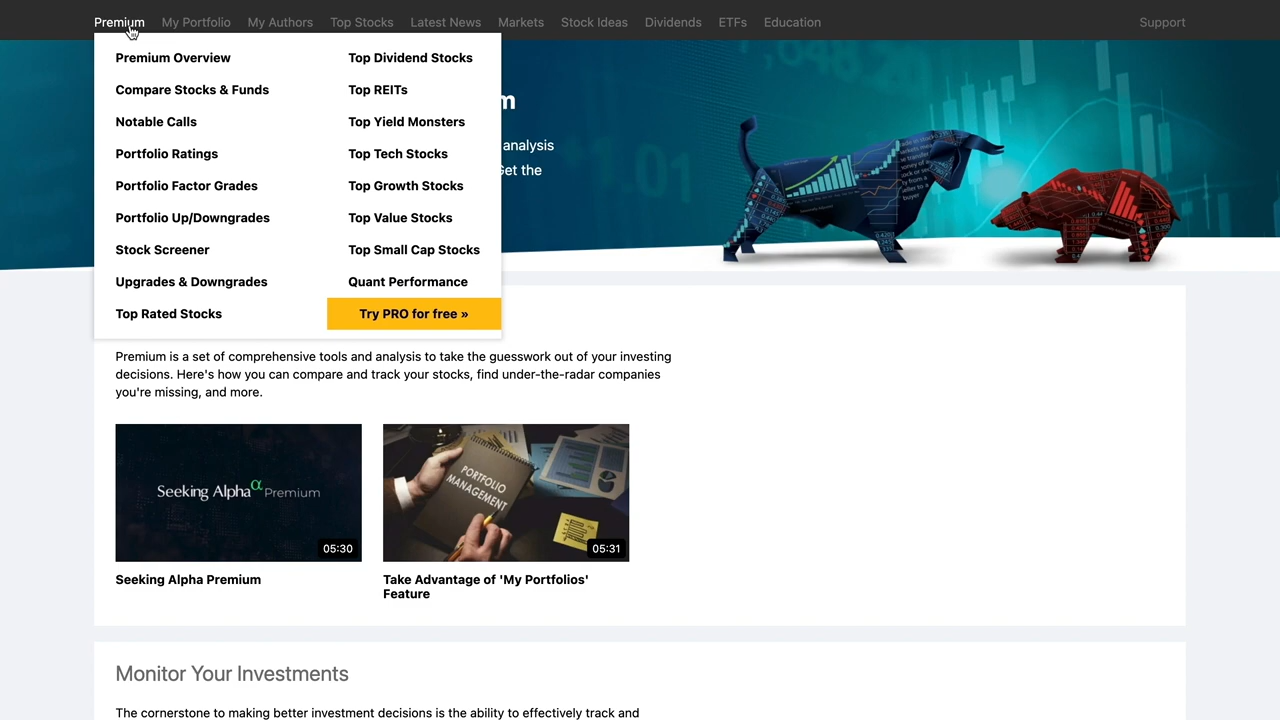 Premium My Portfolio My Authors Top Stocks Latest News Markets Stock Ideas Dividends ETFs Education Support
Premium Overview
Compare Stocks & Funds
Notable Calls
Portfolio Ratings
Portfolio Factor Grades
Portfolio Up/Downgrades
Stock Screener
Upgrades & Downgrades
Top Rated Stocks
Top Dividend Stocks
Top REITs
Top Yield Monsters
Top Tech Stocks
Top Growth Stocks
Top Value Stocks
Top Small Cap Stocks
Quant Performance
Try PRO for free »
analysis
Get the
Premium is a set of comprehensive tools and analysis to take the guesswork out of your investing
decisions. Here's how you can compare and track your stocks, find under-the-radar companies
you're missing, and more.
Seeking Alphaα Premium
05:30
PORTFOLIO
MANAGEMENT
05:31
Seeking Alpha Premium
Take Advantage of 'My Portfolios'
Feature
Monitor Your Investments
The cornerstone to making better investment decisions is the ability to effectively track and